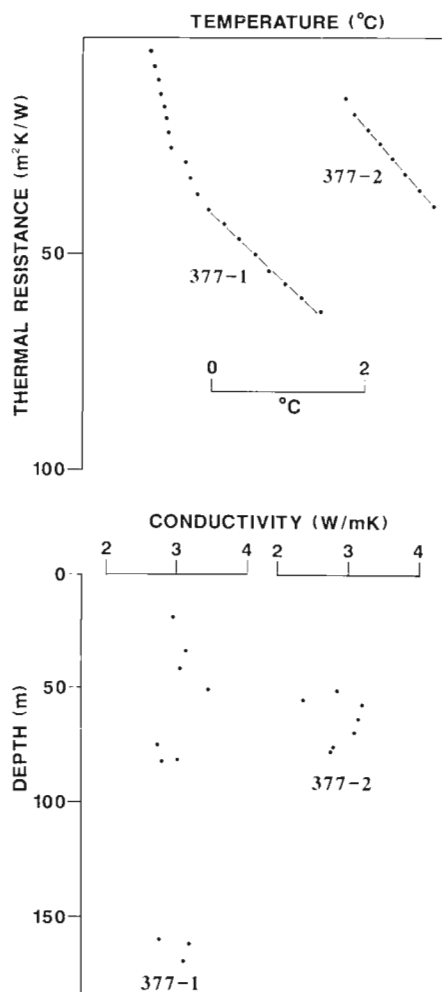 TEMPERATURE (°C)
THERMAL RESISTANCE (m²K/W)
377-2
50
377-1
0 2
°C
100
CONDUCTIVITY (W/mK)
2 3 4 2 3 4
0
50
DEPTH (m)
377-2
100
150
377-1